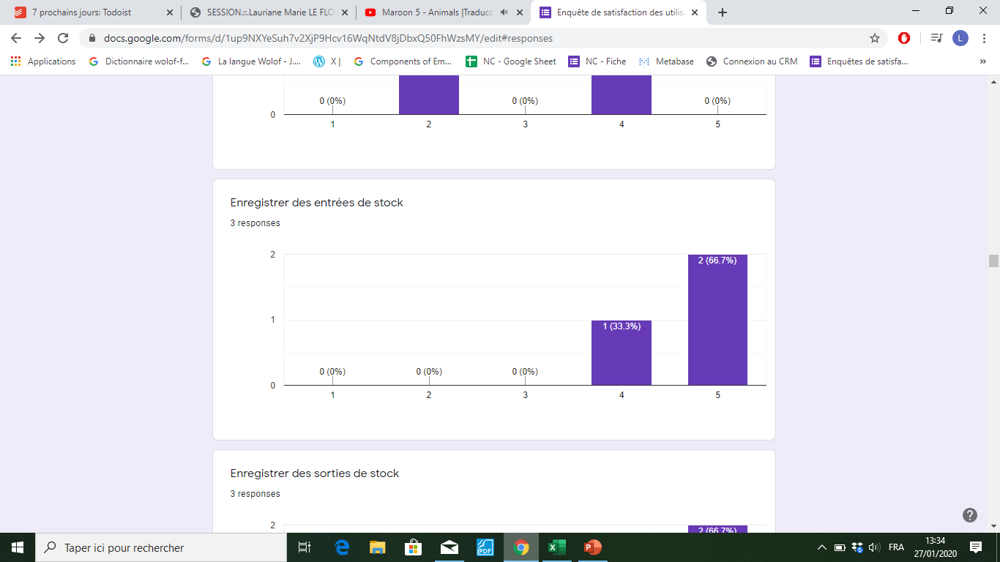 7 prochains jours: Todoist
SESSION.::.Lauriane Marie LE FLO
Maroon 5 - Animals |Traducc
Enquête de satisfaction des utilis
docs.google.com/forms/d/1up9NXYeSuh7v2XjP9Hcv16WqNtdV8jDbxQ50FhWzsMY/edit#responses
L
Applications
Dictionnaire wolof-f...
La langue Wolof - J....
X |
Components of Em...
NC - Google Sheet
NC - Fiche
Metabase
Connexion au CRM
Enquêtes de satisfa...
»
0 (0%) 0 (0%) 0 (0%)
0
1 2 3 4 5
Enregistrer des entrées de stock
3 responses
2
2 (66.7%)
1
1 (33.3%)
0 (0%) 0 (0%) 0 (0%)
0
1 2 3 4 5
Enregistrer des sorties de stock
3 responses
2
2 (66.7%)
?
Taper ici pour rechercher
PDF
FRA
13:34
27/01/2020